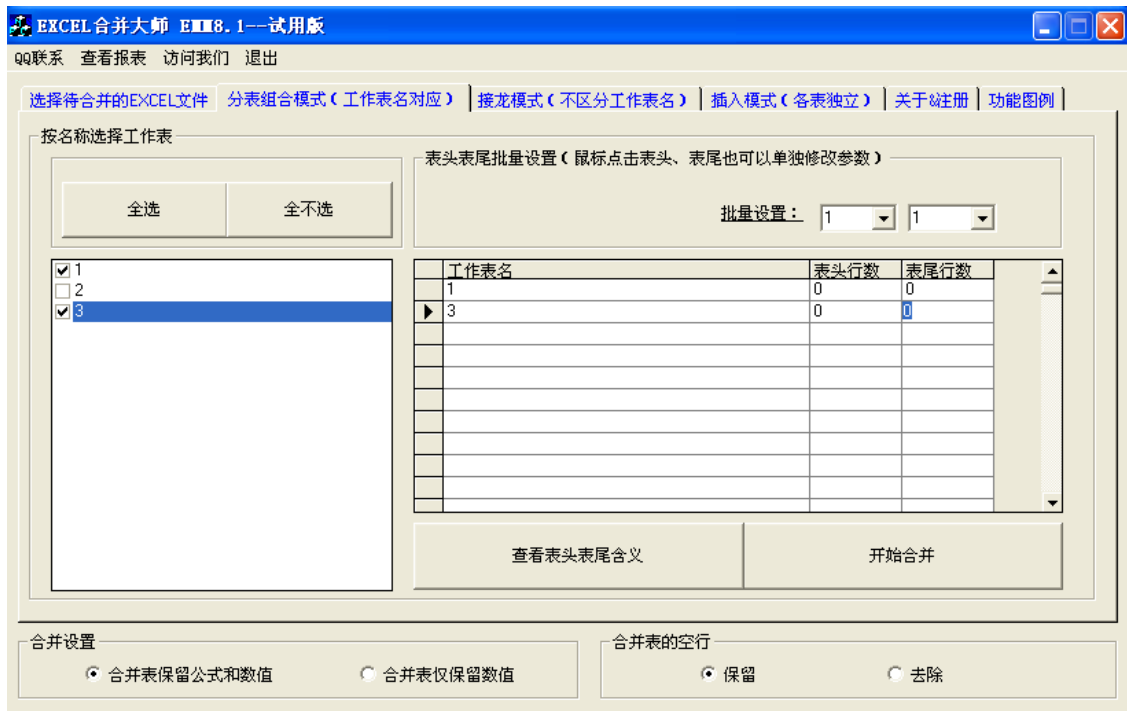 EXCEL合并大师 EMM8.1--试用版
QQ联系 查看报表 访问我们 退出
选择待合并的EXCEL文件 分表组合模式(工作表名对应) 接龙模式(不区分工作表名) 插入模式(各表独立) 关于&注册 功能图例
按名称选择工作表
表头表尾批量设置(鼠标点击表头、表尾也可以单独修改参数)
全选 全不选
批量设置: 1 1
1
2
3
工作表名 表头行数 表尾行数
1 0 0
3 0 0
查看表头表尾含义 开始合并
合并设置
合并表保留公式和数值 合并表仅保留数值
合并表的空行
保留 去除